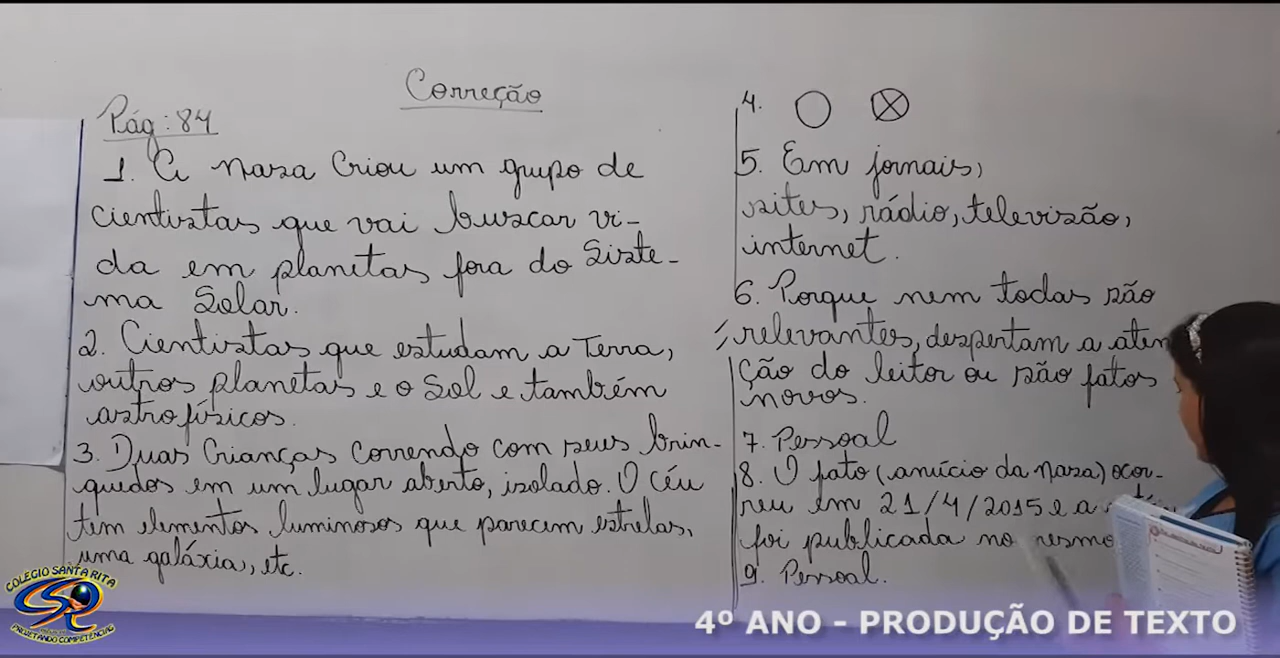 Correção
Pág: 84
1. A Nasa Criou um grupo de
cientistas que vai buscar vi-
da em planetas fora do Siste-
ma Solar.
2. Cientistas que estudam a Terra,
outros planetas e o Sol e também
astrofísicos.
3. Duas Crianças correndo com seus brin-
quedos em um lugar aberto, isolado. O céu
tem elementos luminosos que parecem estrelas,
uma galáxia, etc.
4.
5. Em jornais,
sites, rádio, televisão,
internet.
6. Porque nem todas são
relevantes, despertam a aten
ção do leitor ou são fatos
novos.
7. Pessoal
8. O fato (anúcio da Nasa) ocor-
reu em 21/4/2015 e a
foi publicada no
9. Pessoal.
COLÉGIO SANTA RITA
PROJETANDO COMPETÊNCIAS
4º ANO - PRODUÇÃO DE TEXTO